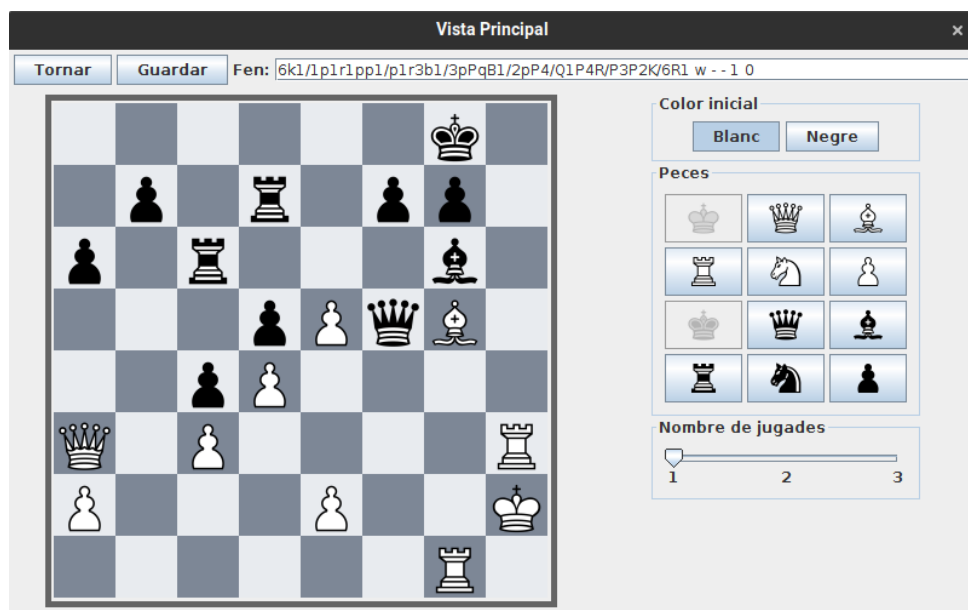 Vista Principal
Tornar Guardar Fen: 6k1/1p1r1pp1/p1r3b1/3pPqB1/2pP4/Q1P4R/P3P2K/6R1 w - - 1 0
Color inicial
Blanc Negre
Peces
Nombre de jugades
1 2 3